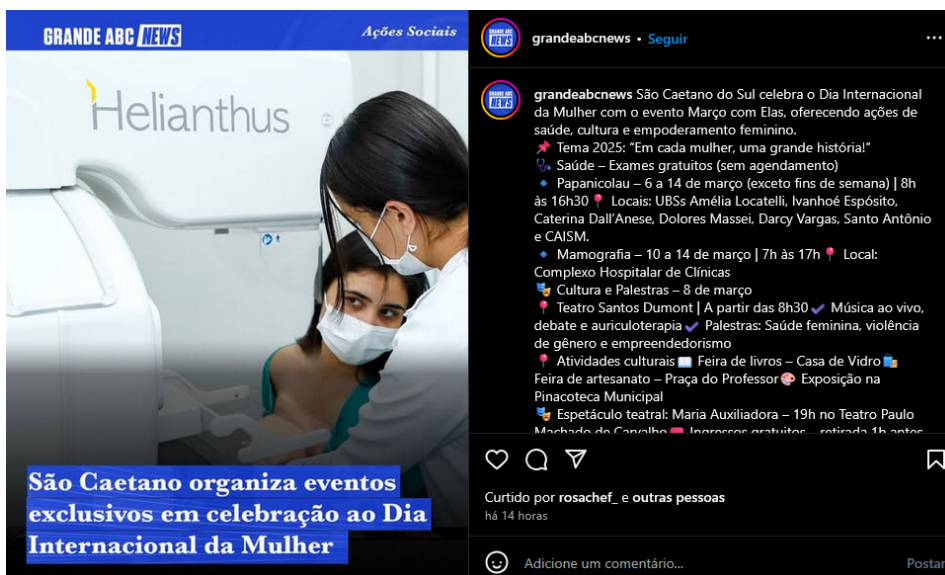 GRANDE ABC NEWS
Ações Sociais
Helianthus
São Caetano organiza eventos
exclusivos em celebração ao Dia
Internacional da Mulher
grandeabcnews • Seguir
grandeabcnews São Caetano do Sul celebra o Dia Internacional
da Mulher com o evento Março com Elas, oferecendo ações de
saúde, cultura e empoderamento feminino.
📌 Tema 2025: “Em cada mulher, uma grande história!”
🩺 Saúde – Exames gratuitos (sem agendamento)
🔹 Papanicolau – 6 a 14 de março (exceto fins de semana) | 8h
às 16h30 📍 Locais: UBSs Amélia Locatelli, Ivanhoé Espósito,
Caterina Dall’Anese, Dolores Massei, Darcy Vargas, Santo Antônio
e CAISM.
🔹 Mamografia – 10 a 14 de março | 7h às 17h 📍 Local:
Complexo Hospitalar de Clínicas
🎭 Cultura e Palestras – 8 de março
📍 Teatro Santos Dumont | A partir das 8h30 ✔ Música ao vivo,
debate e auriculoterapia ✔ Palestras: Saúde feminina, violência
de gênero e empreendedorismo
📍 Atividades culturais 📖 Feira de livros – Casa de Vidro 🛍
Feira de artesanato – Praça do Professor 🎨 Exposição na
Pinacoteca Municipal
🎭 Espetáculo teatral: Maria Auxiliadora – 19h no Teatro Paulo
Machado de Carvalho 🎟 Ingressos gratuitos – retirada 1h antes
Curtido por rosachef_ e outras pessoas
há 14 horas
Adicione um comentário...
Postar